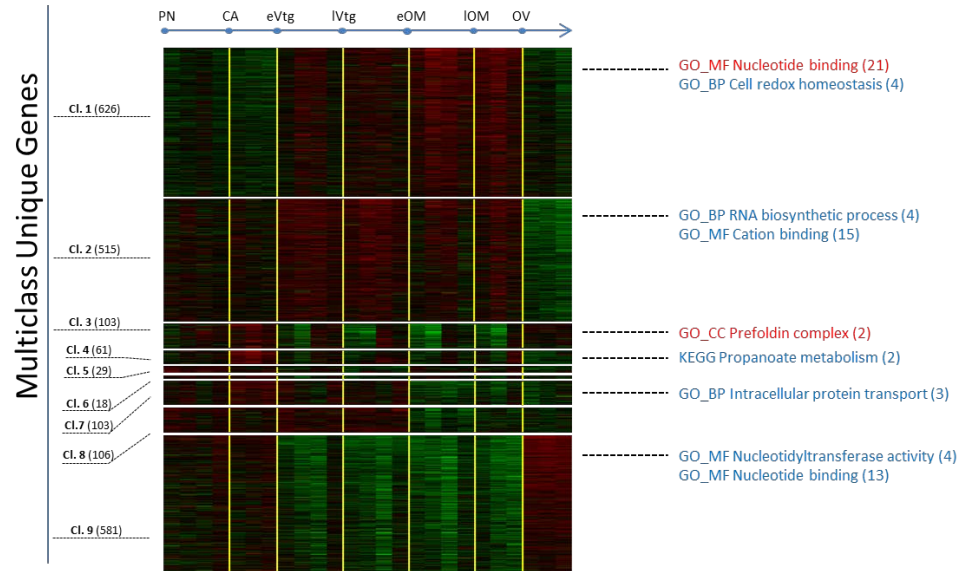 PN CA eVtg lVtg eOM lOM OV
Multiclass Unique Genes
Cl. 1 (626)
Cl. 2 (515)
Cl. 3 (103)
Cl. 4 (61)
Cl. 5 (29)
Cl. 6 (18)
Cl.7 (103)
Cl. 8 (106)
Cl. 9 (581)
GO_MF Nucleotide binding (21)
GO_BP Cell redox homeostasis (4)
GO_BP RNA biosynthetic process (4)
GO_MF Cation binding (15)
GO_CC Prefoldin complex (2)
KEGG Propanoate metabolism (2)
GO_BP Intracellular protein transport (3)
GO_MF Nucleotidyltransferase activity (4)
GO_MF Nucleotide binding (13)